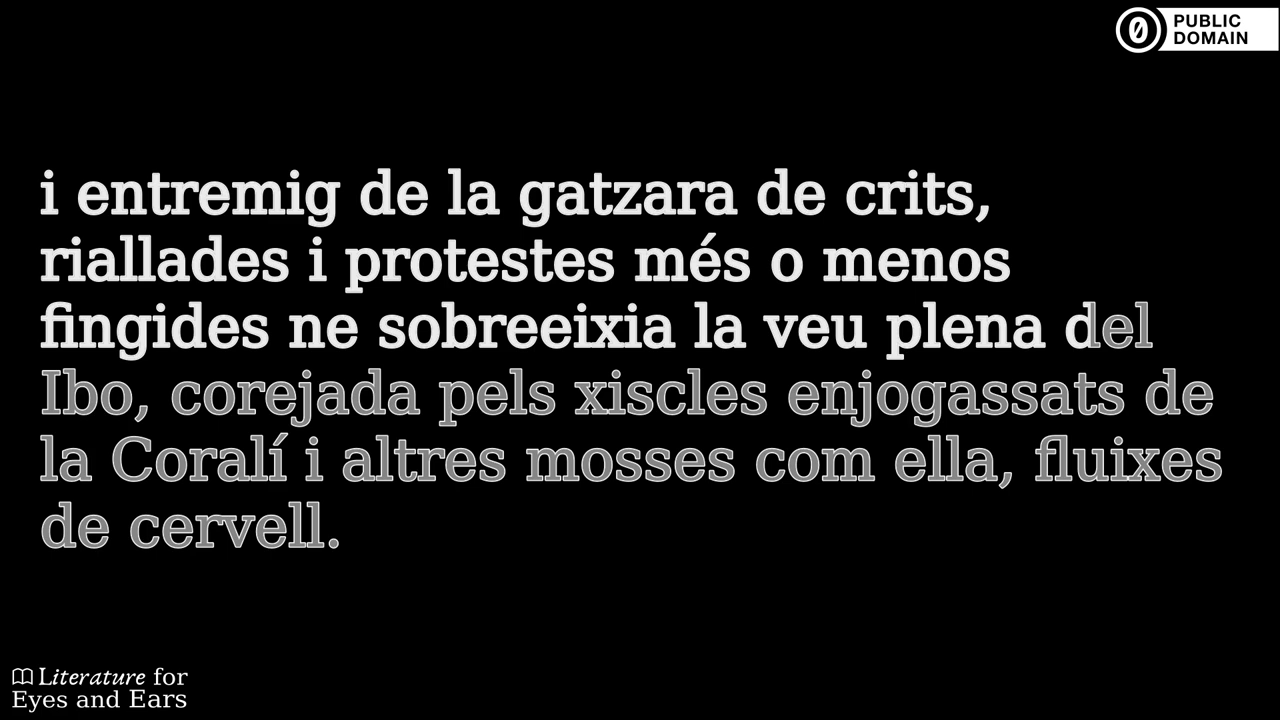 PUBLIC
DOMAIN
i entremig de la gatzara de crits,
riallades i protestes més o menos
fingides ne sobreeixia la veu plena del
Ibo, corejada pels xiscles enjogassats de
la Coralí i altres mosses com ella, fluixes
de cervell.
Literature for
Eyes and Ears